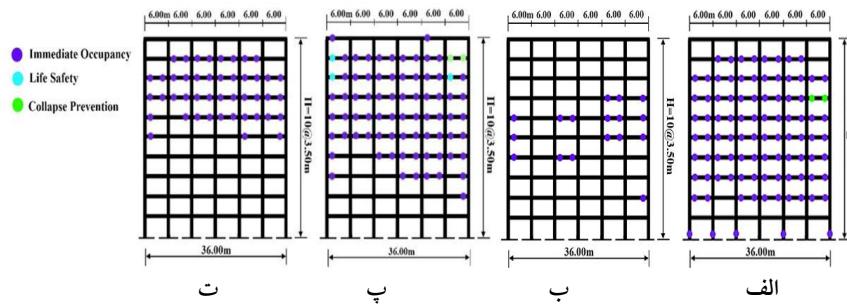 6.00m 6.00 6.00 6.00 6.00 6.00
6.00m 6.00 6.00 6.00 6.00 6.00
6.00m 6.00 6.00 6.00 6.00 6.00
6.00m 6.00 6.00 6.00 6.00 6.00
Immediate Occupancy
Life Safety
Collapse Prevention
H=10@3.50m
H=10@3.50m
H=10@3.50m
36.00m
36.00m
36.00m
36.00m
ت
پ
ب
الف